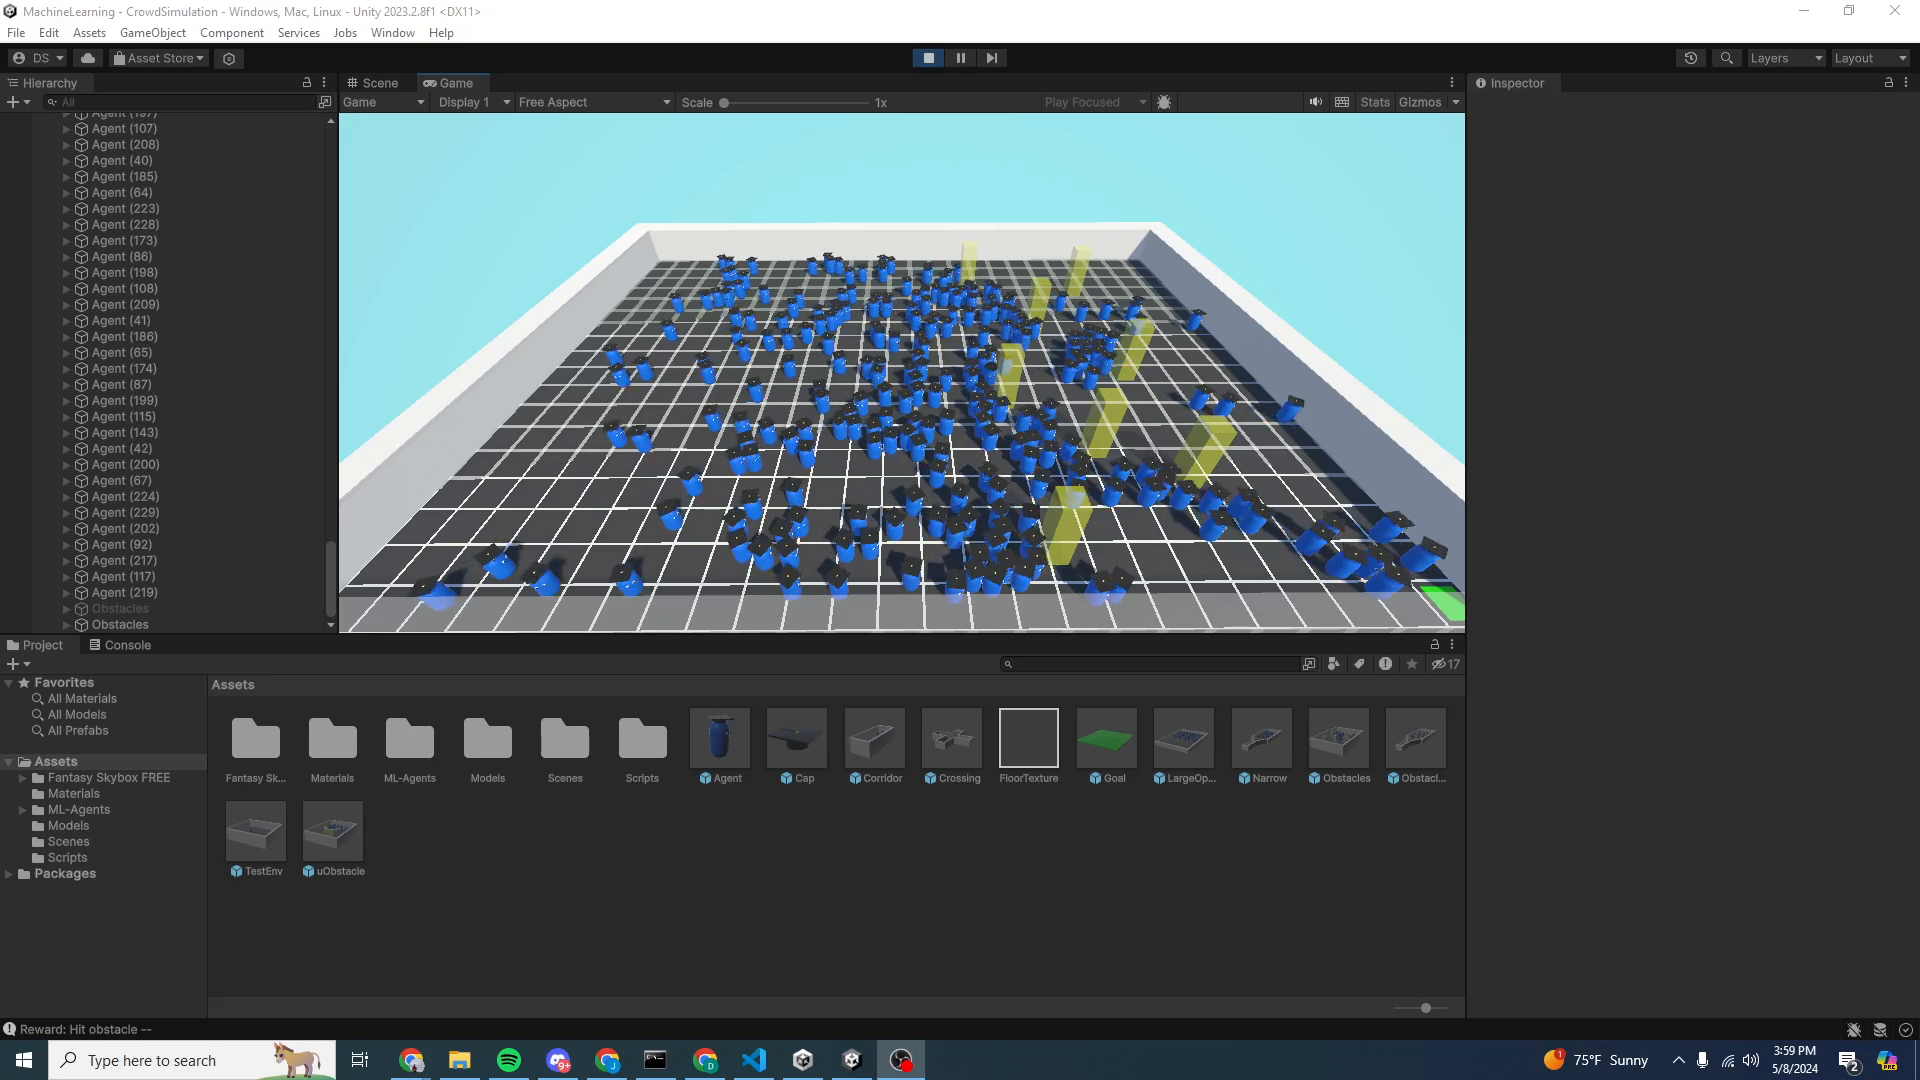 MachineLearning - CrowdSimulation - Windows, Mac, Linux - Unity 2023.2.8f1 <DX11>
File Edit Assets GameObject Component Services Jobs Window Help
DS Asset Store Layers Layout
Hierarchy
All
Agent (197)
Agent (107)
Agent (208)
Agent (40)
Agent (185)
Agent (64)
Agent (223)
Agent (228)
Agent (173)
Agent (86)
Agent (198)
Agent (108)
Agent (209)
Agent (41)
Agent (186)
Agent (65)
Agent (174)
Agent (87)
Agent (199)
Agent (115)
Agent (143)
Agent (42)
Agent (200)
Agent (67)
Agent (224)
Agent (229)
Agent (202)
Agent (92)
Agent (217)
Agent (117)
Agent (219)
Obstacles
Obstacles
Scene Game
Game Display 1 Free Aspect Scale 1x Play Focused Stats Gizmos
Inspector
Project Console
17
Favorites
All Materials
All Models
All Prefabs
Assets
Fantasy Skybox FREE
Materials
ML-Agents
Models
Scenes
Scripts
Packages
Assets
Fantasy Sk... Materials ML-Agents Models Scenes Scripts Agent Cap Corridor Crossing FloorTexture Goal LargeOp... Narrow Obstacles Obstacl...
TestEnv uObstacle
Reward: Hit obstacle --
Type here to search
9+
75°F Sunny
3:59 PM
5/8/2024
2